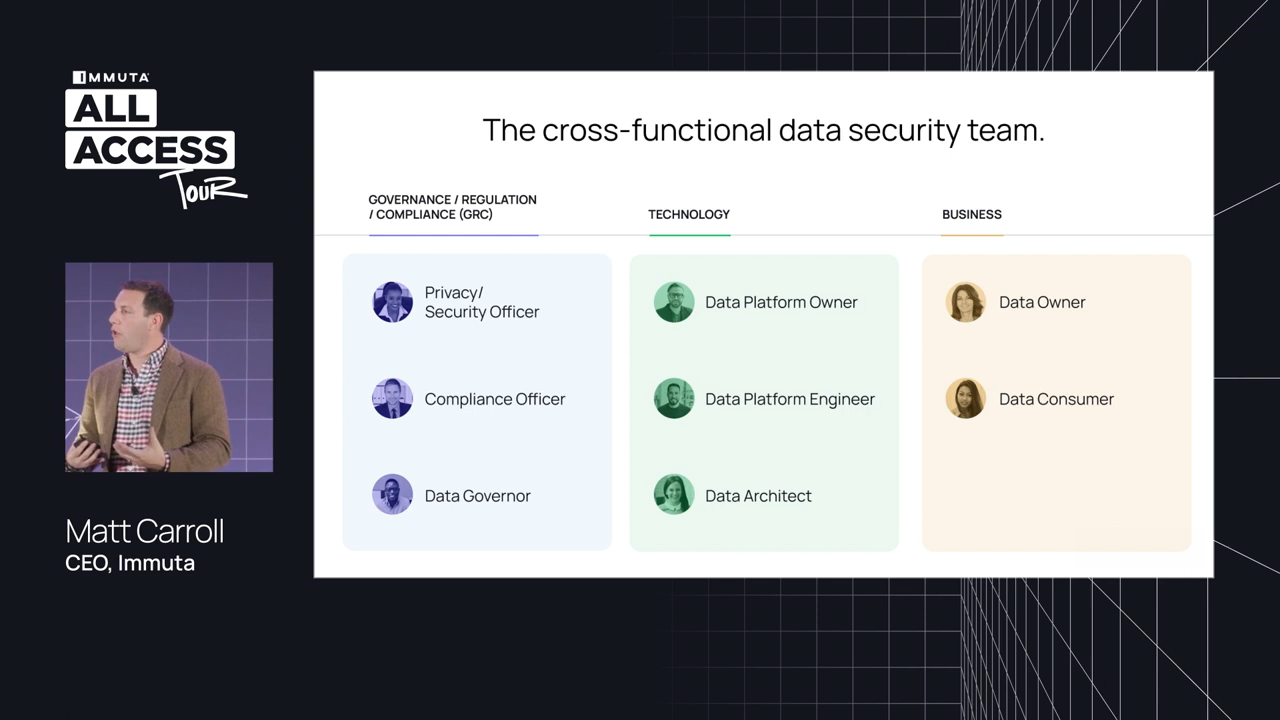 IMMUTA
ALL
ACCESS
TOUR
Matt Carroll
CEO, Immuta
The cross-functional data security team.
GOVERNANCE / REGULATION
/ COMPLIANCE (GRC)
Privacy/
Security Officer
Compliance Officer
Data Governor
TECHNOLOGY
Data Platform Owner
Data Platform Engineer
Data Architect
BUSINESS
Data Owner
Data Consumer